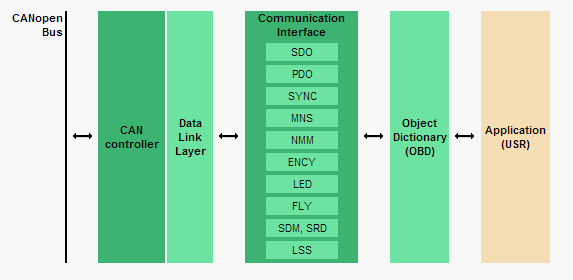 CANopen
Bus
CAN
controller
Data
Link
Layer
Communication
Interface
SDO
PDO
SYNC
MNS
NMM
ENCY
LED
FLY
SDM, SRD
LSS
Object
Dictionary
(OBD)
Application
(USR)